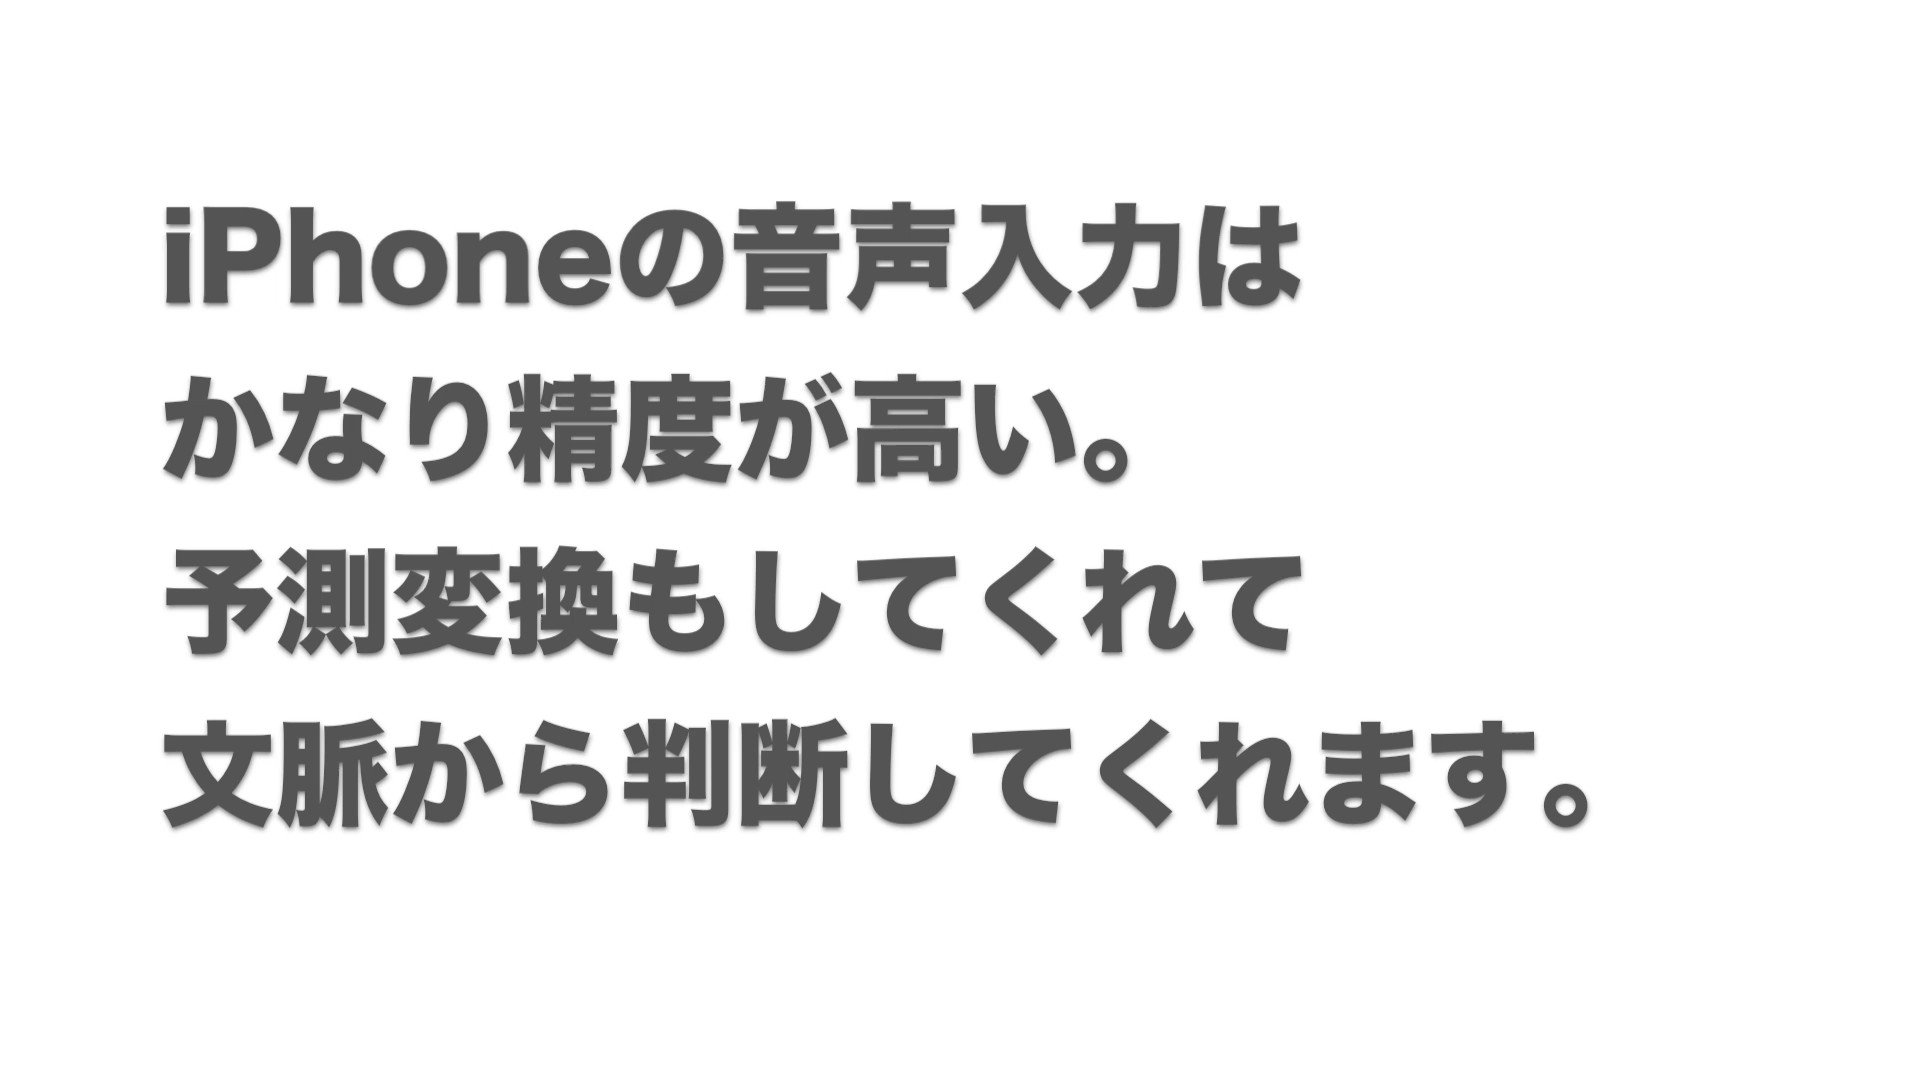 iPhoneの音声入力は
かなり精度が高い。
予測変換もしてくれて
文脈から判断してくれます。